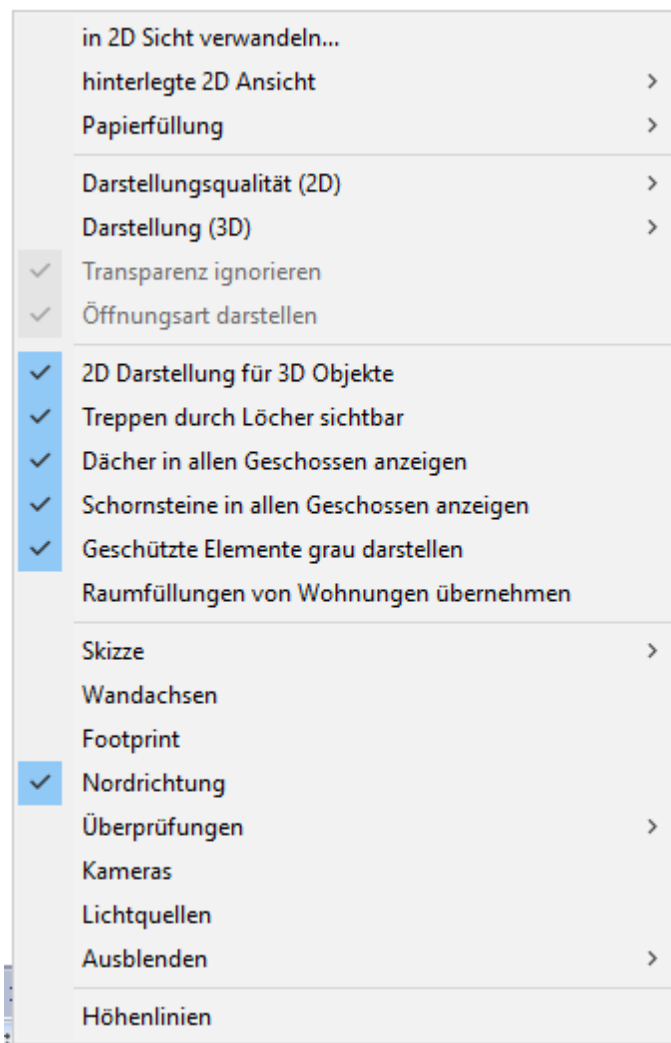 in 2D Sicht verwandeln...
hinterlegte 2D Ansicht
Papierfüllung
Darstellungsqualität (2D)
Darstellung (3D)
Transparenz ignorieren
Öffnungsart darstellen
2D Darstellung für 3D Objekte
Treppen durch Löcher sichtbar
Dächer in allen Geschossen anzeigen
Schornsteine in allen Geschossen anzeigen
Geschützte Elemente grau darstellen
Raumfüllungen von Wohnungen übernehmen
Skizze
Wandachsen
Footprint
Nordrichtung
Überprüfungen
Kameras
Lichtquellen
Ausblenden
Höhenlinien